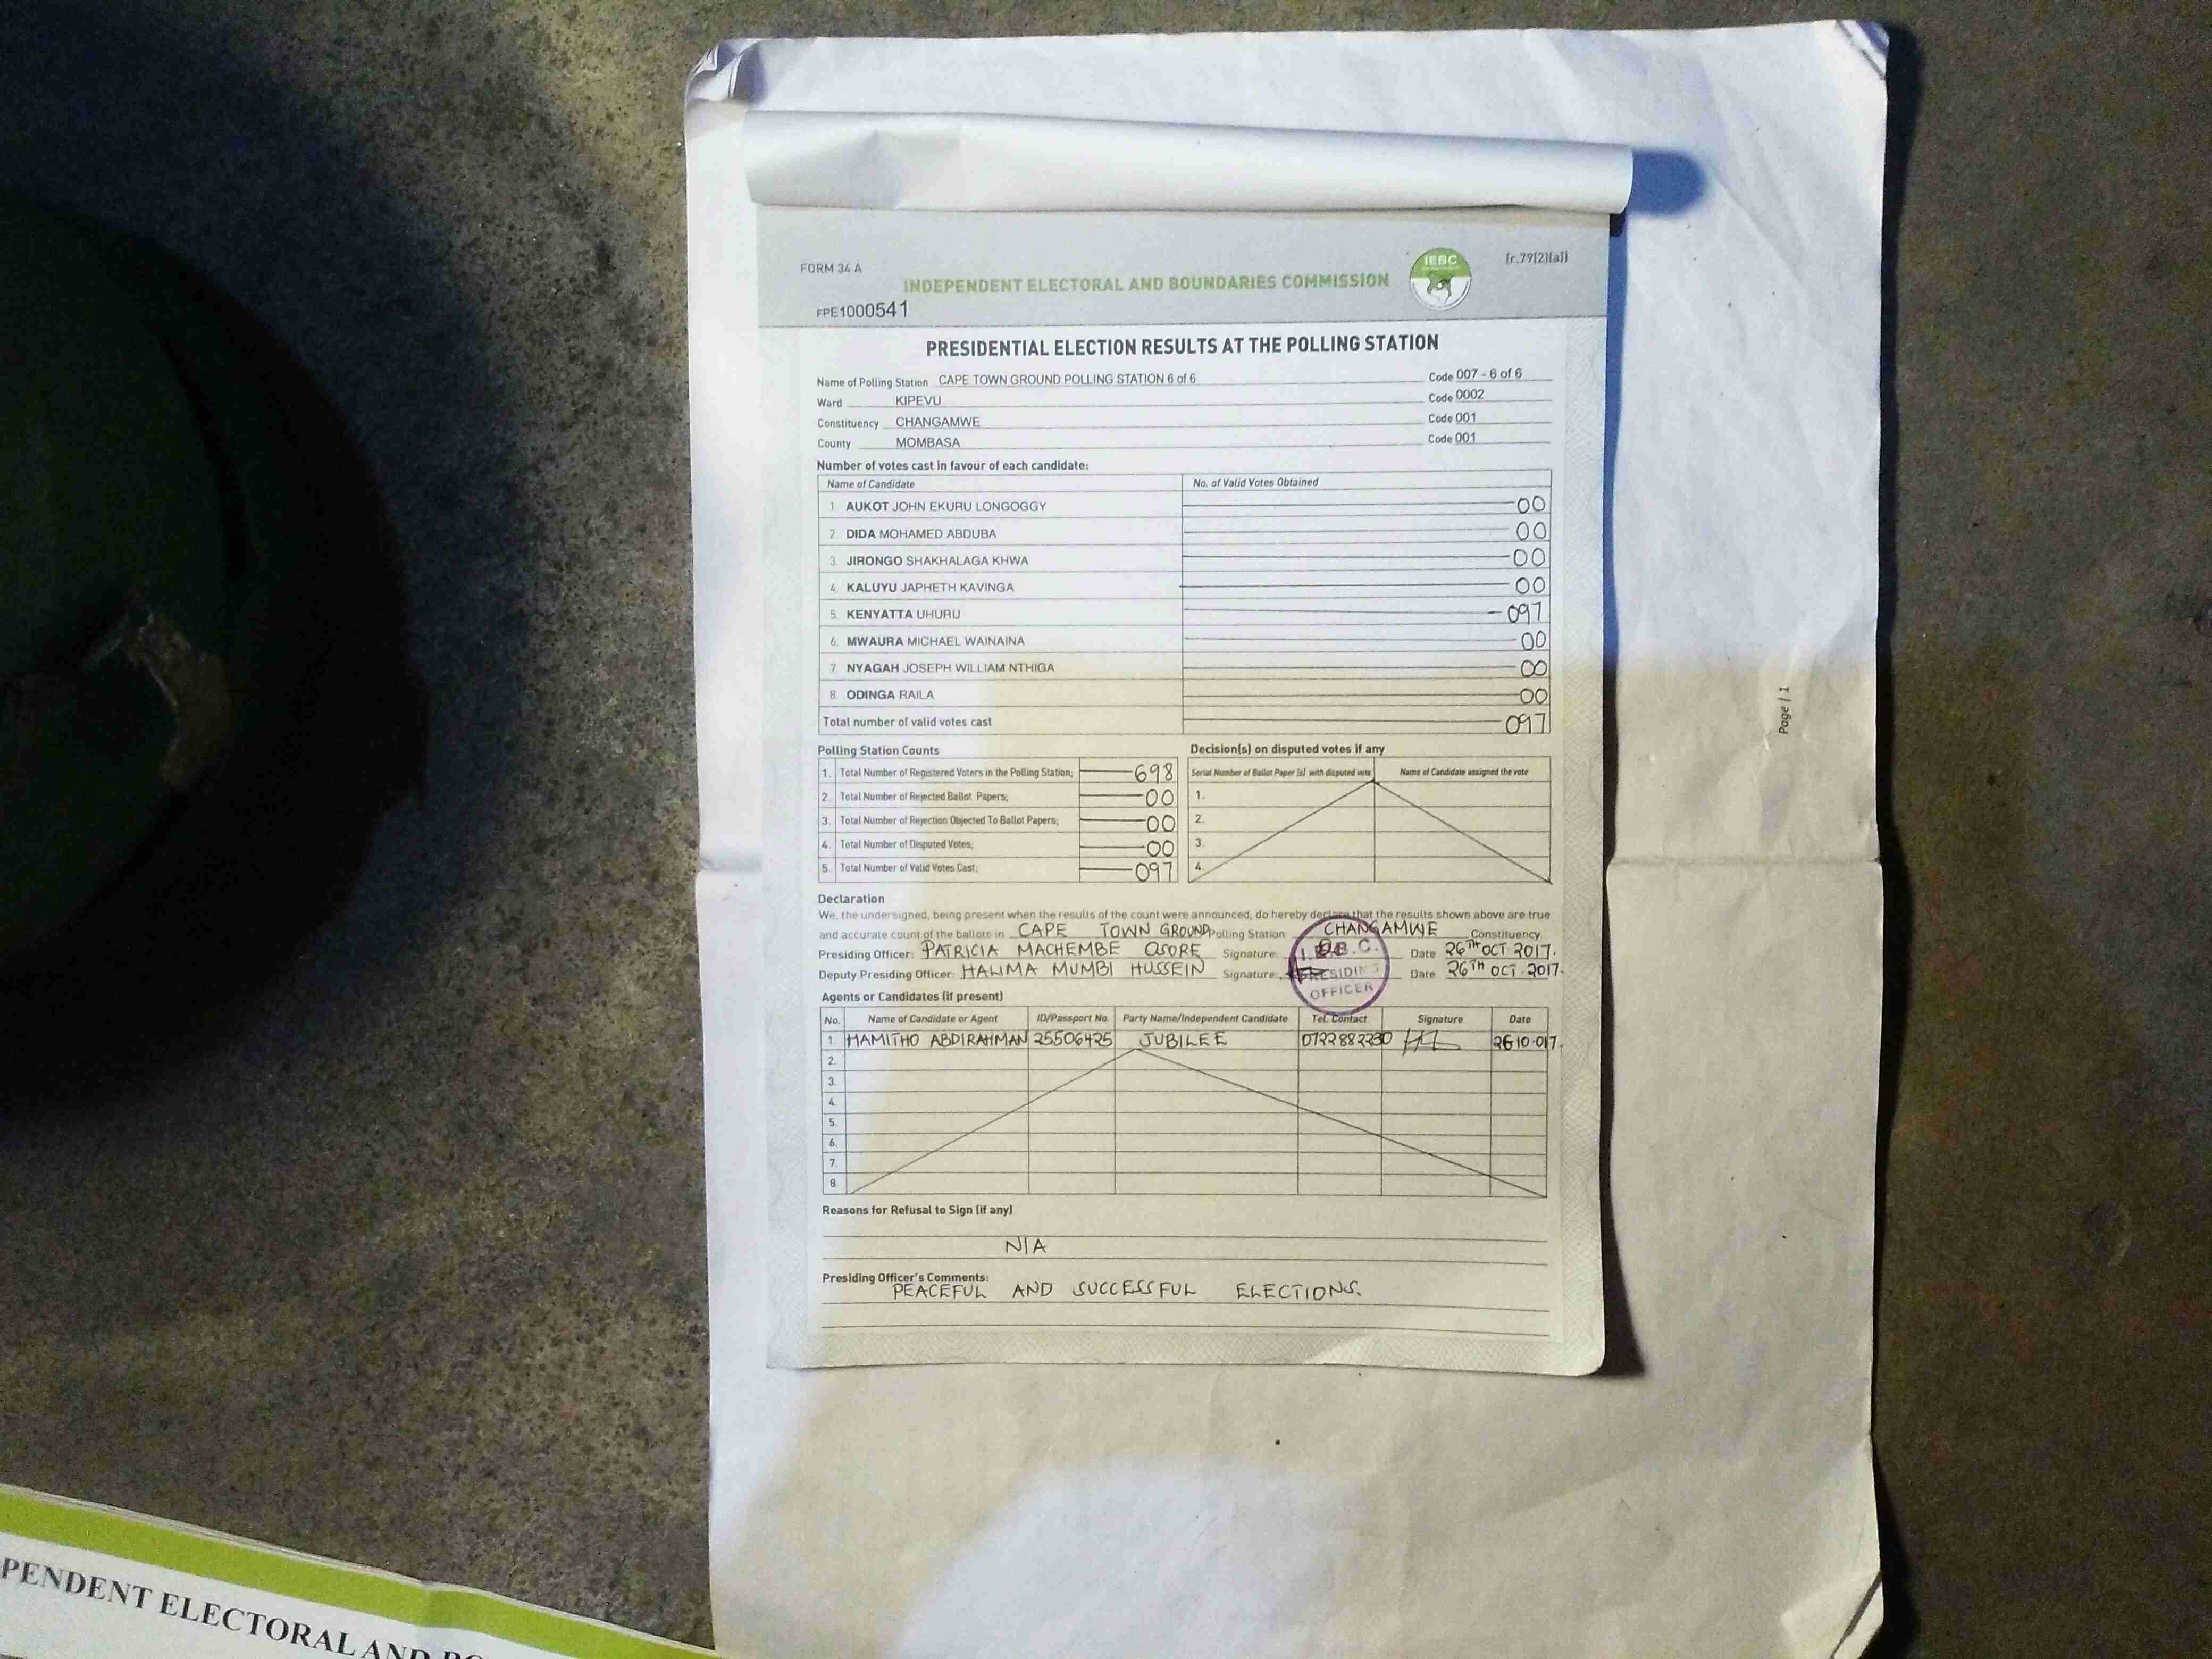 FORM 34 A
[r.79(2)(a)]
IEBC
INDEPENDENT ELECTORAL AND BOUNDARIES COMMISSION
FPE1000541
PRESIDENTIAL ELECTION RESULTS AT THE POLLING STATION
Name of Polling Station CAPE TOWN GROUND POLLING STATION 6 of 6 Code 007 - 6 of 6
Ward KIPEVU Code 0002
Constituency CHANGAMWE Code 001
County MOMBASA Code 001
Number of votes cast in favour of each candidate:
Name of Candidate No. of Valid Votes Obtained
1. AUKOT JOHN EKURU LONGOGGY 00
2. DIDA MOHAMED ABDUBA 00
3. JIRONGO SHAKHALAGA KHWA 00
4. KALUYU JAPHETH KAVINGA 00
5. KENYATTA UHURU 097
6. MWAURA MICHAEL WAINAINA 00
7. NYAGAH JOSEPH WILLIAM NTHIGA 00
8. ODINGA RAILA 00
Total number of valid votes cast 097
Polling Station Counts
1. Total Number of Registered Voters in the Polling Station; 698
2. Total Number of Rejected Ballot Papers; 00
3. Total Number of Rejection Objected To Ballot Papers; 00
4. Total Number of Disputed Votes; 00
5. Total Number of Valid Votes Cast; 097
Decision(s) on disputed votes if any
Serial Number of Ballot Paper (s) with disputed vote Name of Candidate assigned the vote
1.
2.
3.
4.
Declaration
We, the undersigned, being present when the results of the count were announced, do hereby declare that the results shown above are true
and accurate count of the ballots in CAPE TOWN GROUND Polling Station CHANGAMWE Constituency
Presiding Officer: PATRICIA MACHEMBE OSORE Signature: Date 26TH OCT 2017.
Deputy Presiding Officer: HALIMA MUMBI HUSSEIN Signature: Date 26TH OCT. 2017.
I.E.B.C.
PRESIDING
OFFICER
Agents or Candidates (if present)
No. Name of Candidate or Agent ID/Passport No. Party Name/Independent Candidate Tel. Contact Signature Date
1. HAMITHO ABDIRAHMAN 25506425 JUBILEE 0722882230 26 10.017.
2.
3.
4.
5.
6.
7.
8.
Reasons for Refusal to Sign (if any)
N/A
Presiding Officer's Comments:
PEACEFUL AND SUCCESSFUL ELECTIONS.
Page | 1
PENDENT ELECTORAL AND